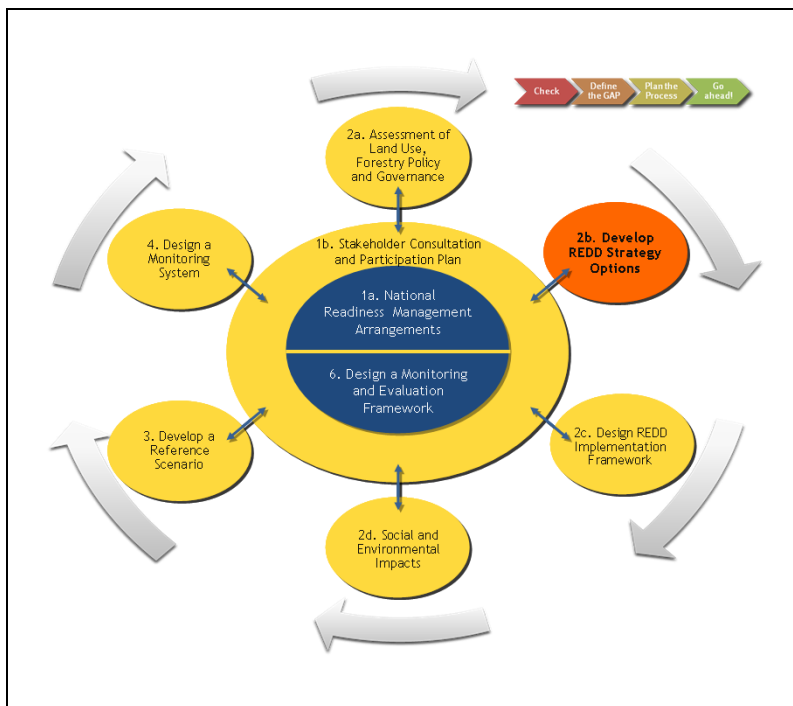 Check
Define
the GAP
Plan the
Process
Go
ahead!
2a. Assessment of
Land Use,
Forestry Policy
and Governance
1b. Stakeholder Consultation
and Participation Plan
2b. Develop
REDD Strategy
Options
4. Design a
Monitoring
System
1a. National
Readiness Management
Arrangements
6. Design a Monitoring
and Evaluation
Framework
3. Develop a
Reference
Scenario
2c. Design REDD
Implementation
Framework
2d. Social and
Environmental
Impacts